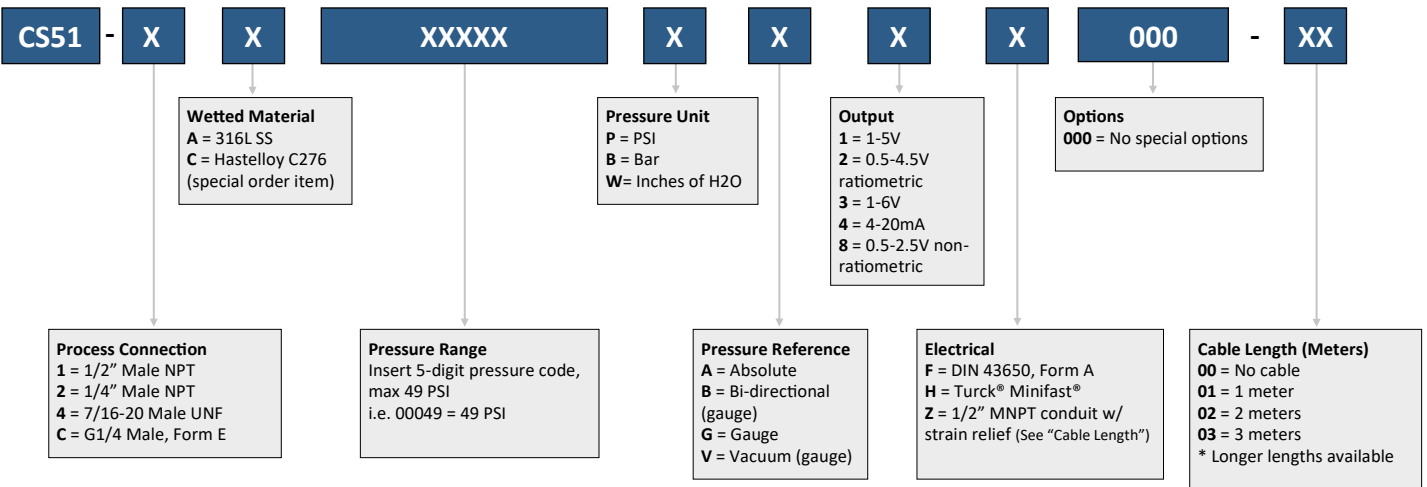 CS51 - X X XXXXX X X X X 000 - XX
Wetted Material
A = 316L SS
C = Hastelloy C276
(special order item)
Pressure Unit
P = PSI
B = Bar
W= Inches of H2O
Output
1 = 1-5V
2 = 0.5-4.5V
ratiometric
3 = 1-6V
4 = 4-20mA
8 = 0.5-2.5V non-
ratiometric
Options
000 = No special options
Process Connection
1 = 1/2” Male NPT
2 = 1/4” Male NPT
4 = 7/16-20 Male UNF
C = G1/4 Male, Form E
Pressure Range
Insert 5-digit pressure code,
max 49 PSI
i.e. 00049 = 49 PSI
Pressure Reference
A = Absolute
B = Bi-directional
(gauge)
G = Gauge
V = Vacuum (gauge)
Electrical
F = DIN 43650, Form A
H = Turck® Minifast®
Z = 1/2” MNPT conduit w/
strain relief (See “Cable Length”)
Cable Length (Meters)
00 = No cable
01 = 1 meter
02 = 2 meters
03 = 3 meters
* Longer lengths available